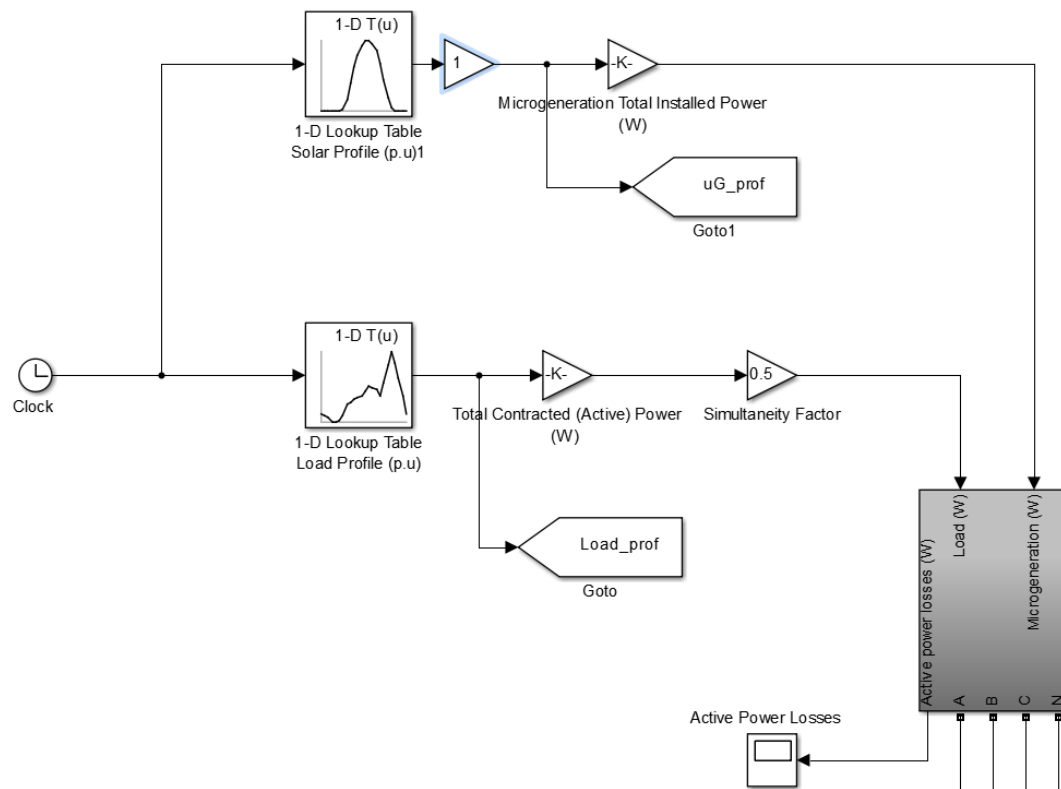 1-D T(u)
1
-K-
1-D Lookup Table
Solar Profile (p.u)1
Microgeneration Total Installed Power
(W)
uG_prof
Goto1
1-D T(u)
Clock
-K-
0.5
Total Contracted (Active) Power
(W)
Simultaneity Factor
1-D Lookup Table
Load Profile (p.u)
Load_prof
Goto
Active power losses (W)
Load (W)
Microgeneration (W)
A
B
C
N
Active Power Losses